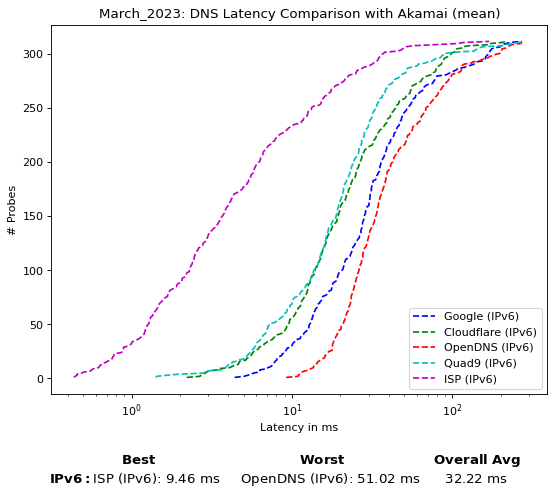 March_2023: DNS Latency Comparison with Akamai (mean)
300
250
200
150
100
50
0
# Probes
Google (IPv6)
Cloudflare (IPv6)
OpenDNS (IPv6)
Quad9 (IPv6)
ISP (IPv6)
10⁰ 10¹ 10²
Latency in ms
Best Worst Overall Avg
IPv6: ISP (IPv6): 9.46 ms OpenDNS (IPv6): 51.02 ms 32.22 ms